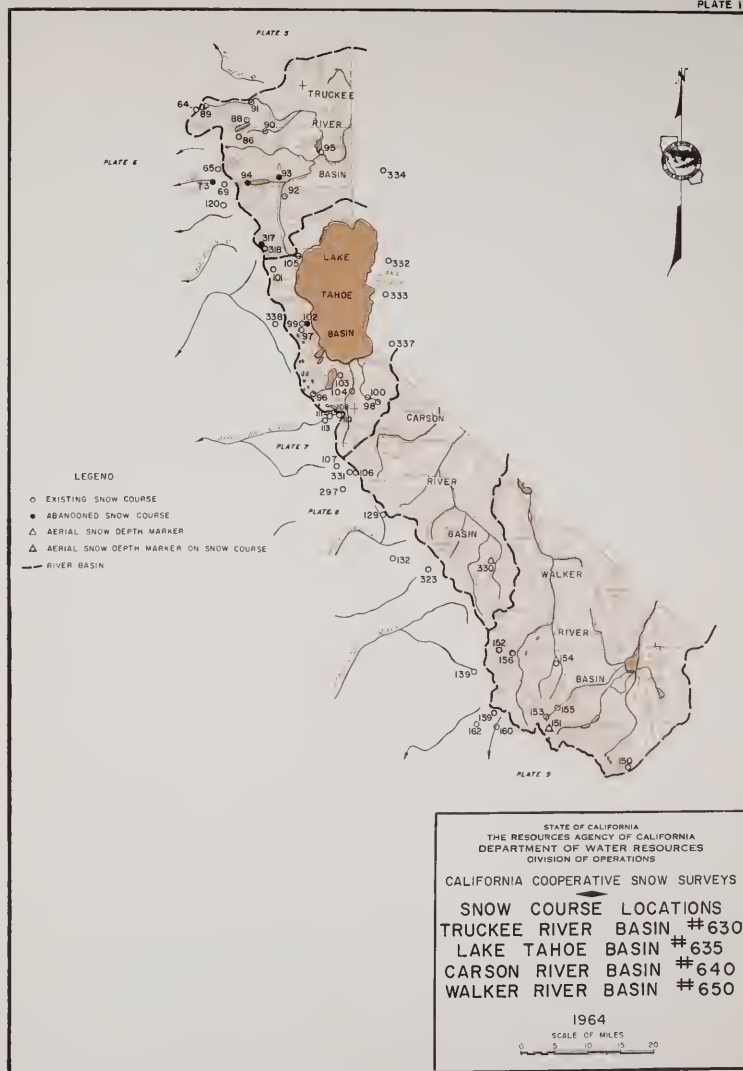 PLATE 1
PLATE 5
TRUCKEE
64
89
91
88
90
RIVER
86
95
PLATE 6
65
93
BASIN
334
73
69
94
92
120
317
318
105
LAKE
332
101
TAHOE
333
338
99
102
97
BASIN
337
103
104
100
96
98
CARSON
113
PLATE 7
LEGEND
107
331
106
RIVER
○ EXISTING SNOW COURSE
297
● ABANDONED SNOW COURSE
PLATE 8
129
△ AERIAL SNOW DEPTH MARKER
BASIN
△ AERIAL SNOW DEPTH MARKER ON SNOW COURSE
132
330
RIVER BASIN
323
WALKER
RIVER
152
156
154
139
BASIN
153
155
159
151
162
160
150
PLATE 9
STATE OF CALIFORNIA
THE RESOURCES AGENCY OF CALIFORNIA
DEPARTMENT OF WATER RESOURCES
DIVISION OF OPERATIONS
CALIFORNIA COOPERATIVE SNOW SURVEYS
SNOW COURSE LOCATIONS
TRUCKEE RIVER BASIN #630
LAKE TAHOE BASIN #635
CARSON RIVER BASIN #640
WALKER RIVER BASIN #650
1964
SCALE OF MILES
0 5 10 15 20